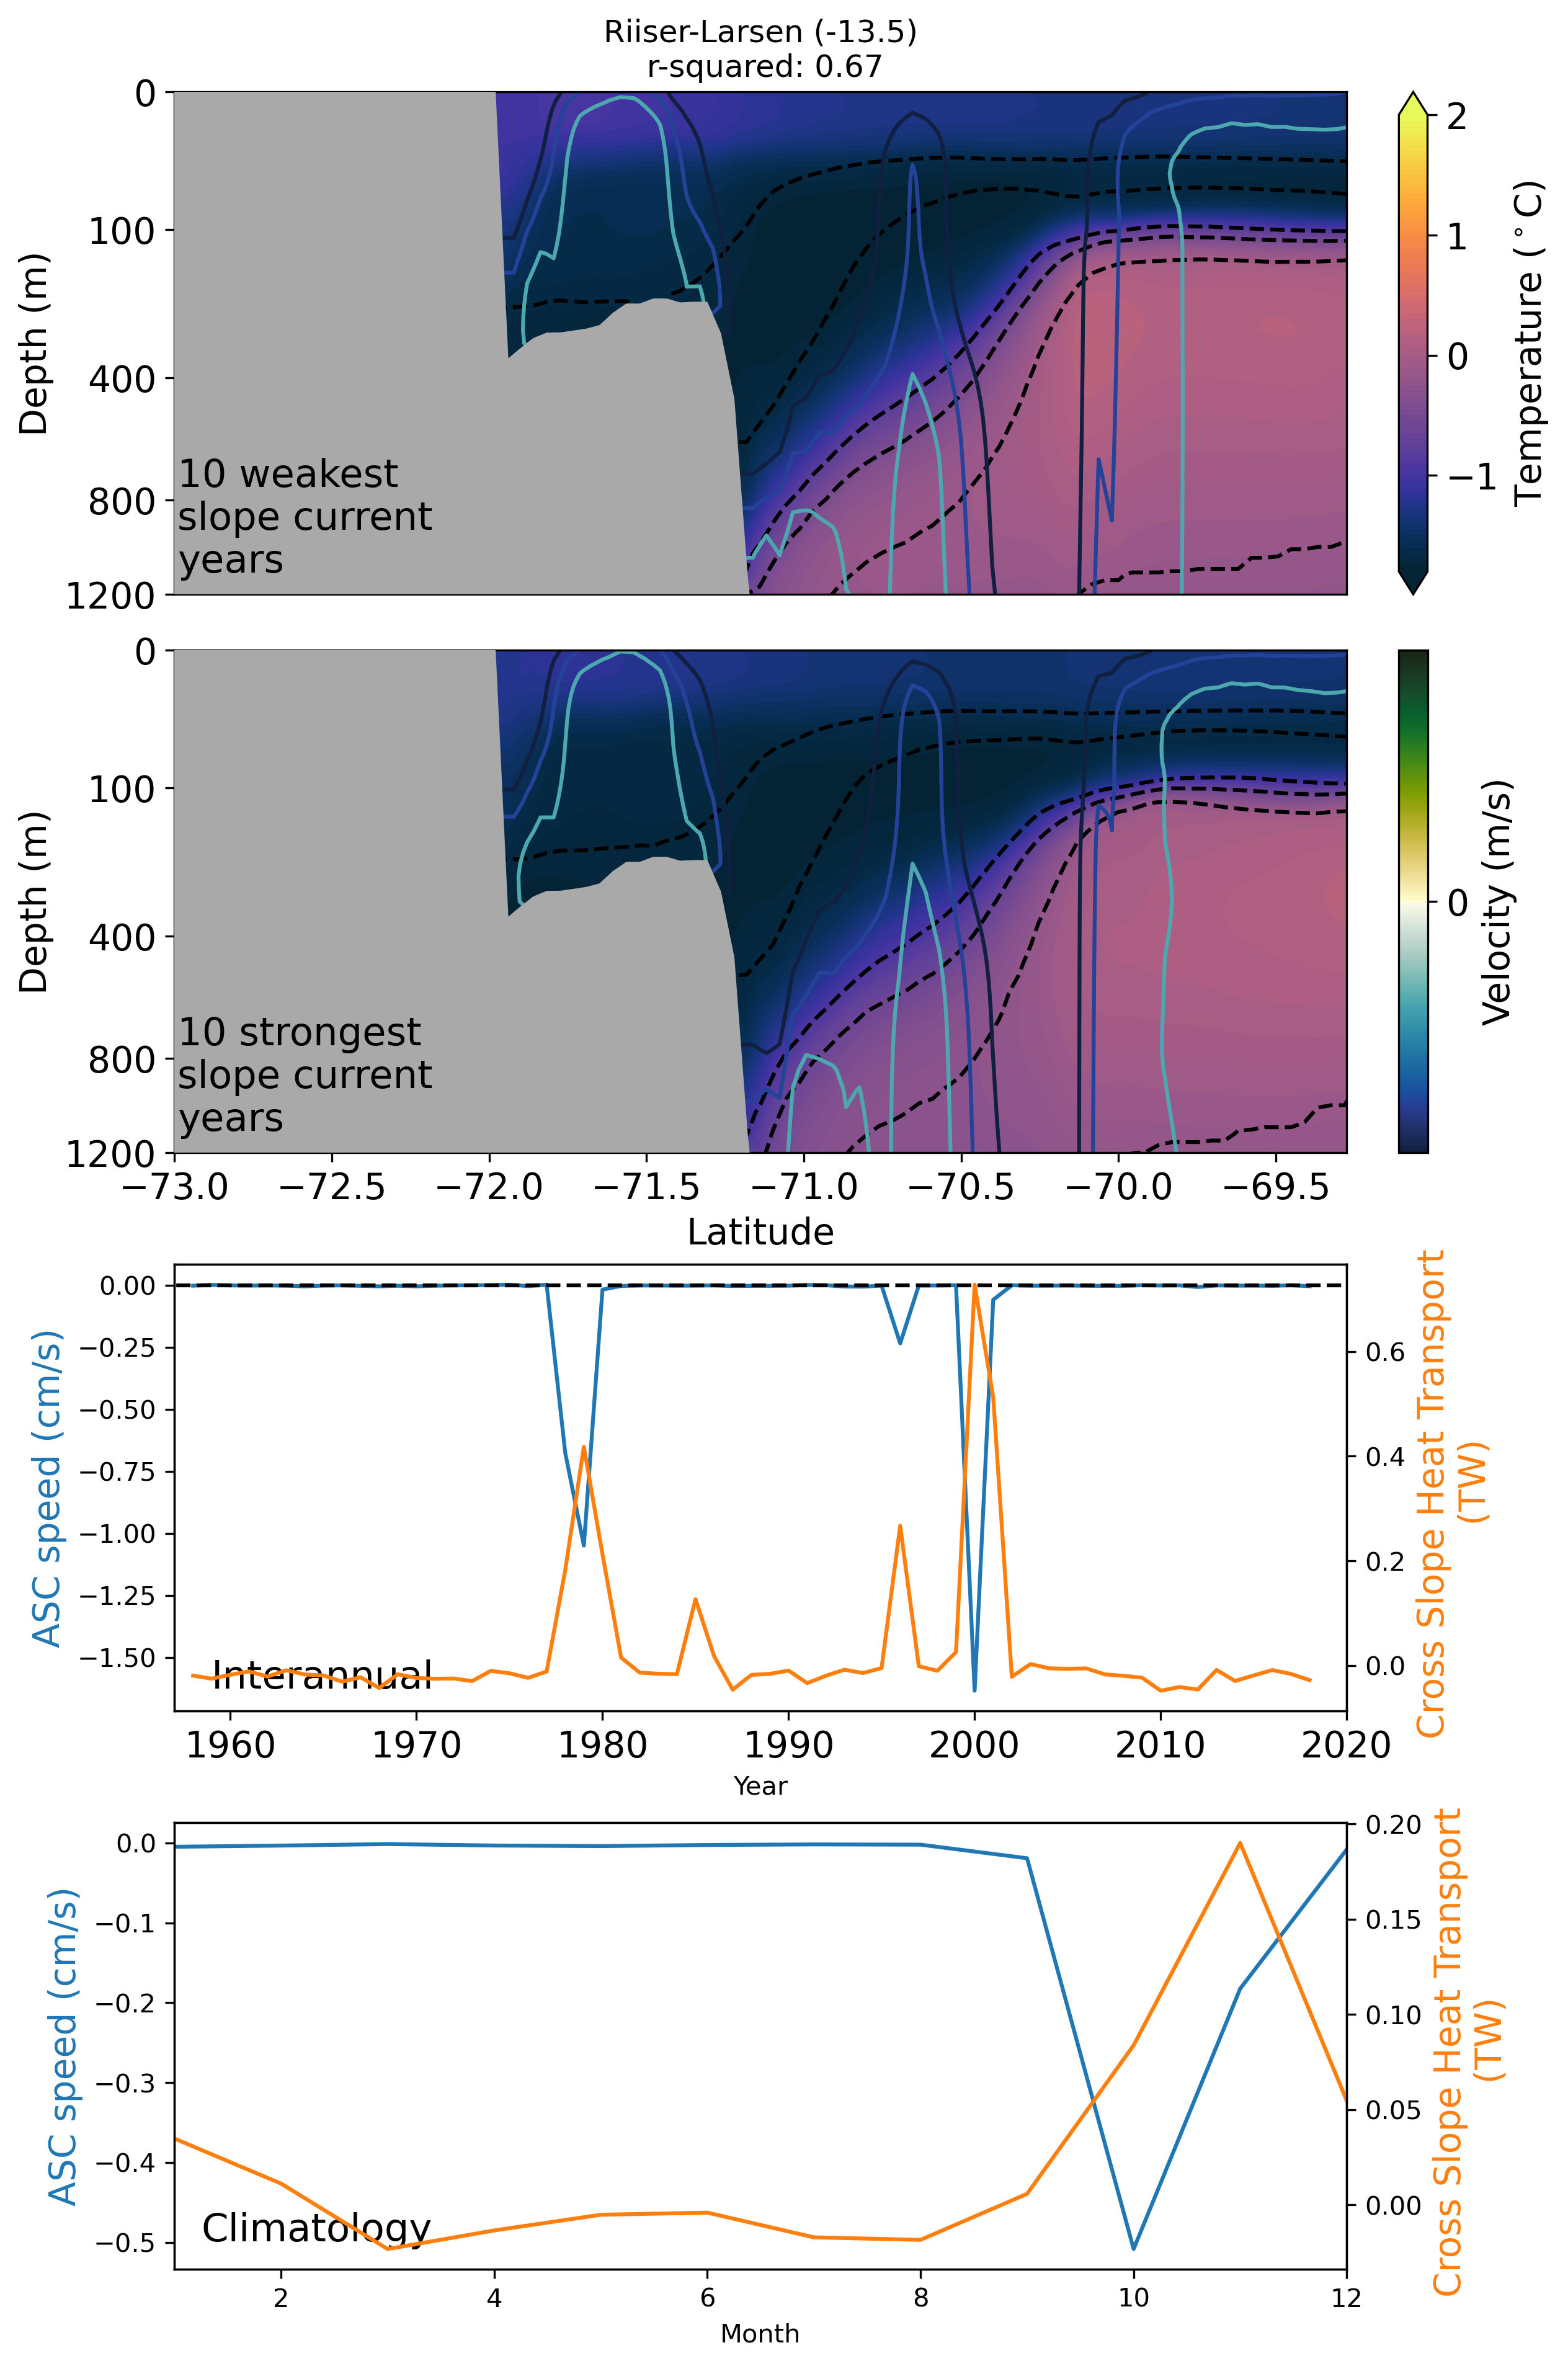 Riiser-Larsen (-13.5)
r-squared: 0.67
0
100
400
800
1200
Depth (m)
10 weakest
slope current
years
2
1
0
−1
Temperature (°C)
0
100
400
800
1200
Depth (m)
10 strongest
slope current
years
0
Velocity (m/s)
−73.0
−72.5
−72.0
−71.5
−71.0
−70.5
−70.0
−69.5
Latitude
0.00
−0.25
−0.50
−0.75
−1.00
−1.25
−1.50
ASC speed (cm/s)
Interannual
0.6
0.4
0.2
0.0
Cross Slope Heat Transport
(TW)
1960
1970
1980
1990
2000
2010
2020
Year
0.0
−0.1
−0.2
−0.3
−0.4
−0.5
ASC speed (cm/s)
Climatology
0.20
0.15
0.10
0.05
0.00
Cross Slope Heat Transport
(TW)
2
4
6
8
10
12
Month